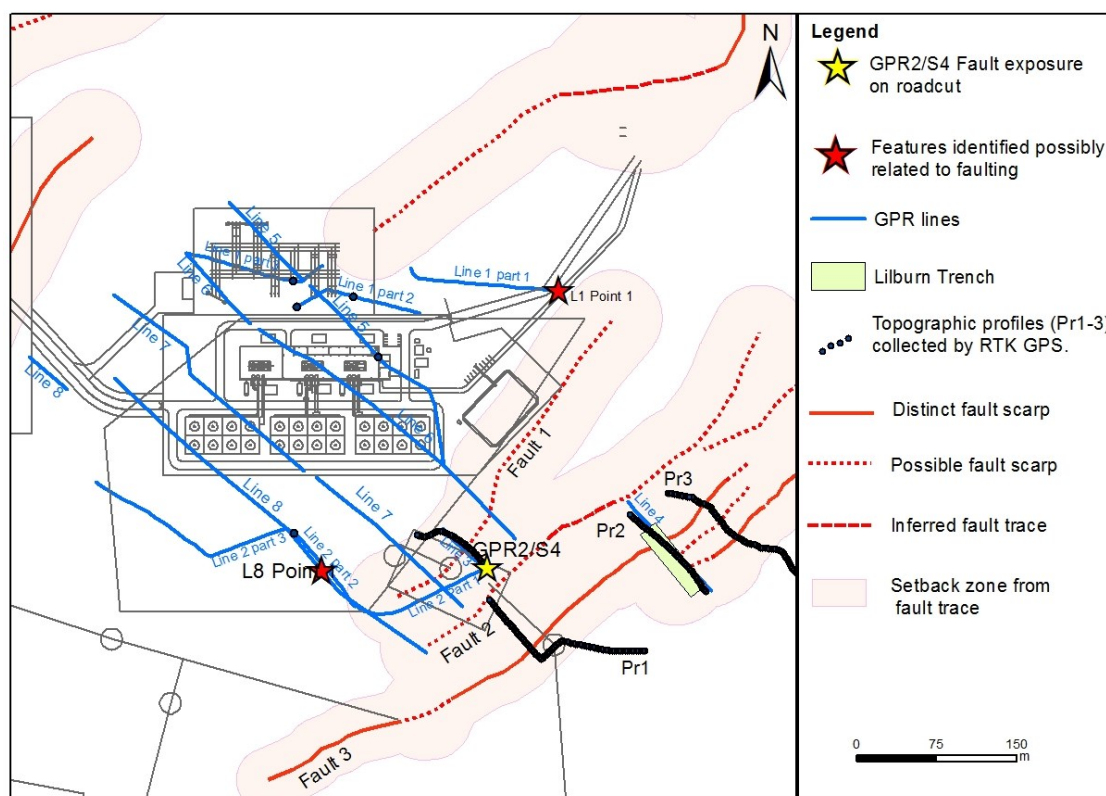 N
Line 5
Line 1 part
Line 6
Line 1 part 1
Line 1 part 2
L1 Point 1
Line 5
Line 7
Line 8
Line 6
Fault 1
Line 8
Line 7
Pr3
Line 4
Pr2
Line 2 part 3
Line 2 part 2
GPR2/S4
L8 Point
Line 2 Part 1
Fault 2
Pr1
Fault 3
Legend
GPR2/S4 Fault exposure
on roadcut
Features identified possibly
related to faulting
GPR lines
Lilburn Trench
Topographic profiles (Pr1-3)
collected by RTK GPS.
Distinct fault scarp
Possible fault scarp
Inferred fault trace
Setback zone from
fault trace
0 75 150
m